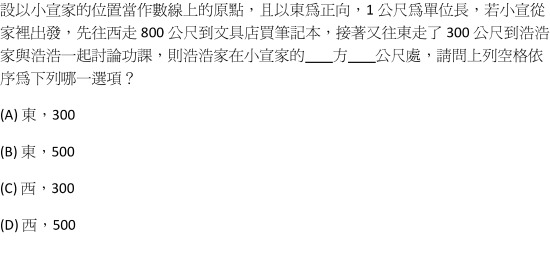 設以小宣家的位置當作數線上的原點，且以東為正向，1 公尺為單位長，若小宣從
家裡出發，先往西走 800 公尺到文具店買筆記本，接著又往東走了 300 公尺到浩浩
家與浩浩一起討論功課，則浩浩家在小宣家的____方____公尺處，請問上列空格依
序為下列哪一選項？
(A) 東，300
(B) 東，500
(C) 西，300
(D) 西，500